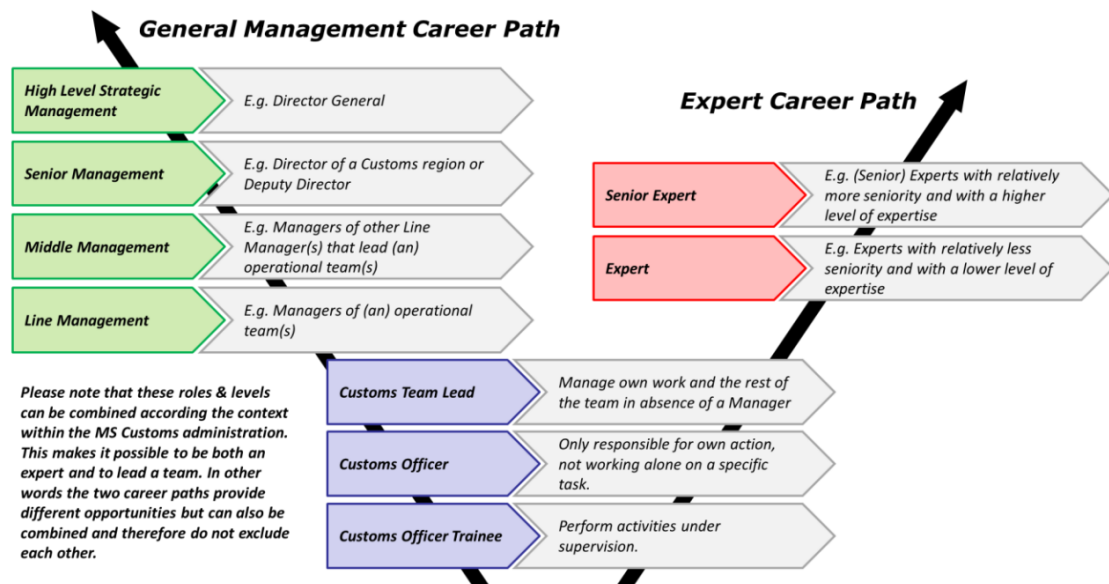 General Management Career Path
High Level Strategic
Management
E.g. Director General
Senior Management
E.g. Director of a Customs region or
Deputy Director
Middle Management
E.g. Managers of other Line
Manager(s) that lead (an)
operational team(s)
Line Management
E.g. Managers of (an) operational
team(s)
Expert Career Path
Senior Expert
E.g. (Senior) Experts with relatively
more seniority and with a higher
level of expertise
Expert
E.g. Experts with relatively less
seniority and with a lower level of
expertise
Customs Team Lead
Manage own work and the rest of
the team in absence of a Manager
Customs Officer
Only responsible for own action,
not working alone on a specific
task.
Customs Officer Trainee
Perform activities under
supervision.
Please note that these roles & levels
can be combined according the context
within the MS Customs administration.
This makes it possible to be both an
expert and to lead a team. In other
words the two career paths provide
different opportunities but can also be
combined and therefore do not exclude
each other.